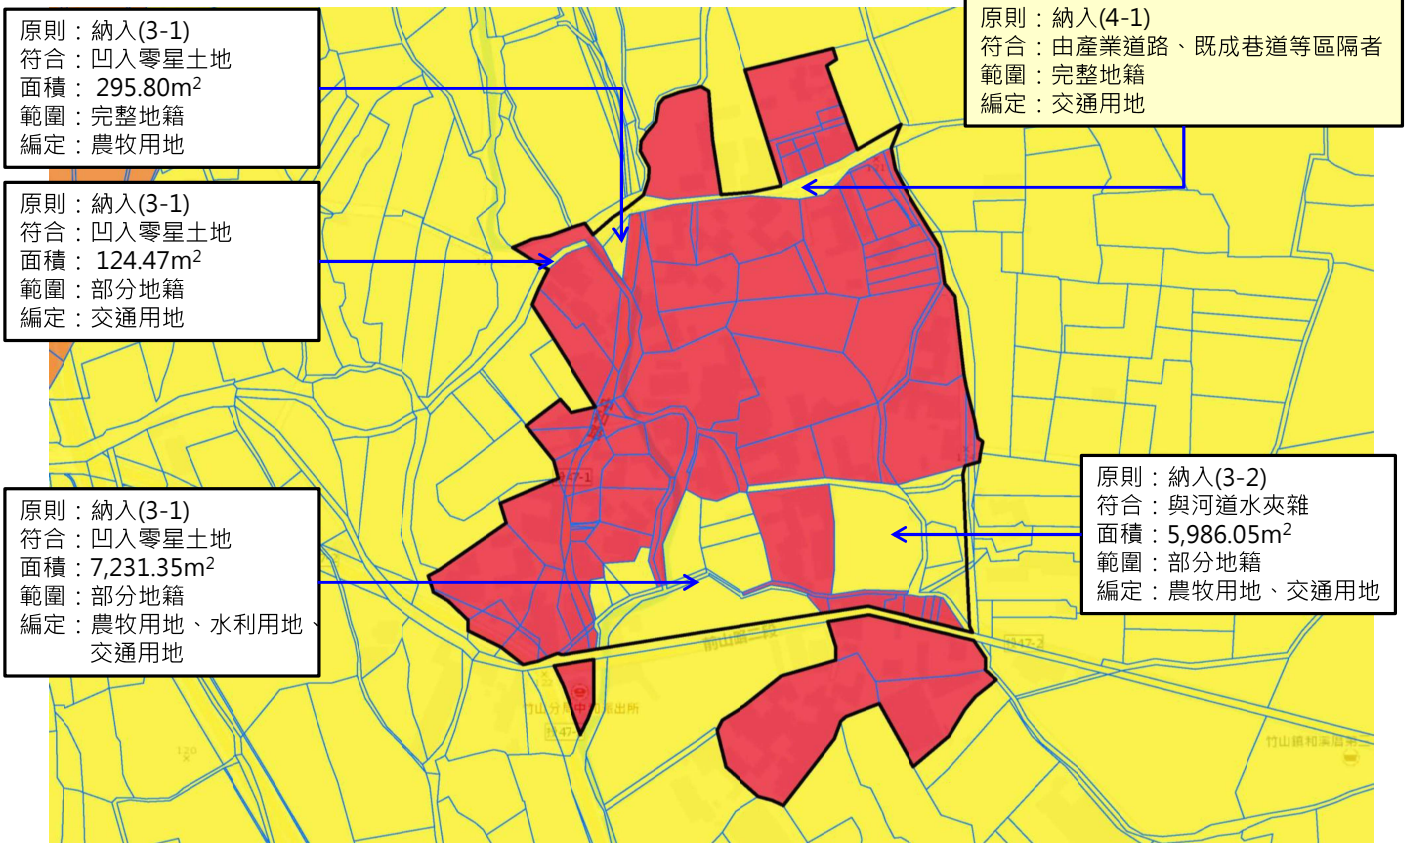 原則：納入(3-1)
符合：凹入零星土地
面積： 295.80m²
範圍：完整地籍
編定：農牧用地
原則：納入(4-1)
符合：由產業道路、既成巷道等區隔者
範圍：完整地籍
編定：交通用地
原則：納入(3-1)
符合：凹入零星土地
面積： 124.47m²
範圍：部分地籍
編定：交通用地
原則：納入(3-1)
符合：凹入零星土地
面積：7,231.35m²
範圍：部分地籍
編定：農牧用地、水利用地、
交通用地
原則：納入(3-2)
符合：與河道水夾雜
面積：5,986.05m²
範圍：部分地籍
編定：農牧用地、交通用地
前山路二段
120